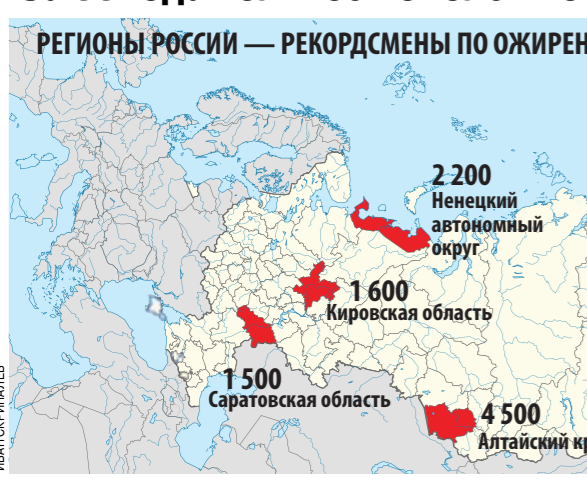 РЕГИОНЫ РОССИИ — РЕКОРДСМЕНЫ ПО ОЖИРЕН
2 200
Ненецкий
автономный
округ
1 600
Кировская область
1 500
Саратовская область
4 500
Алтайский кр